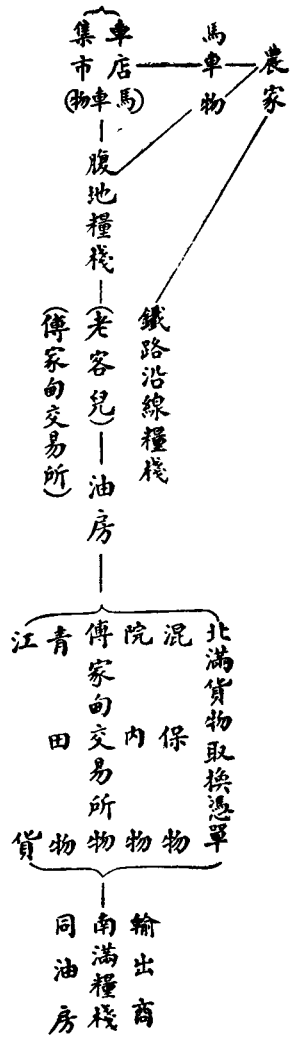 農家
馬車物
車店
集市
(馬車物)
腹地糧棧
鐵路沿線糧棧
(老客兒)
(傅家甸交易所)
油房
北滿貨物取換憑單
混保物
院內物
傅家甸交易所物
青田物
江貨
輸出商
南滿糧棧
同油房